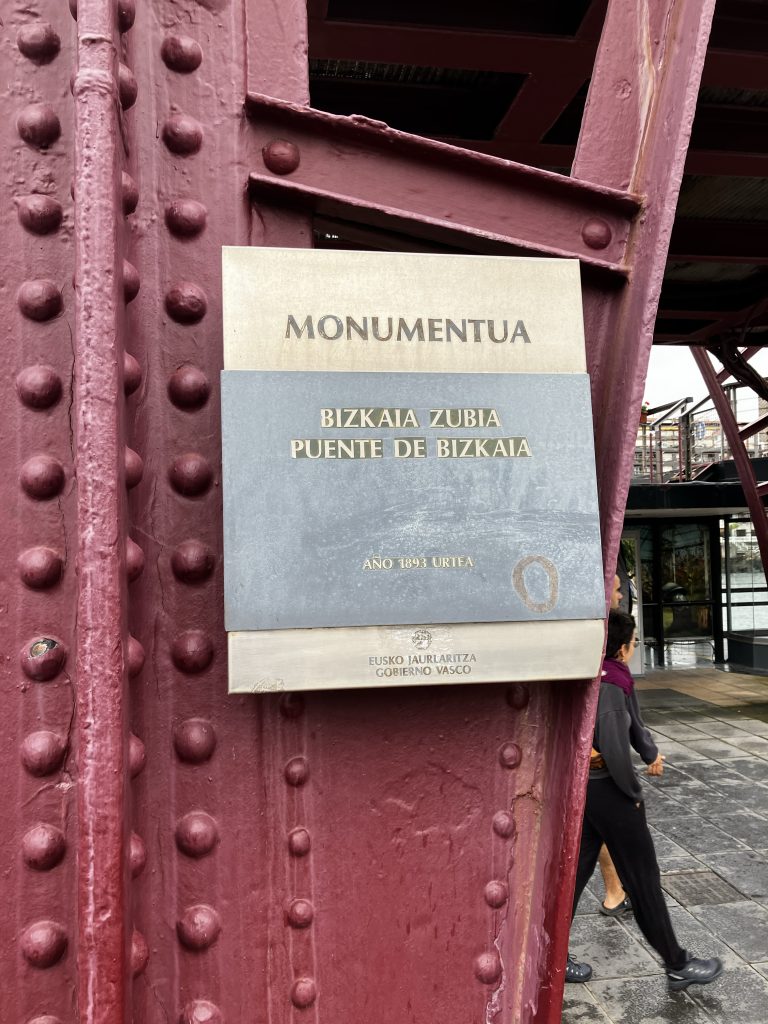 MONUMENTUA
BIZKAIA ZUBIA
PUENTE DE BIZKAIA
AÑO 1893 URTEA
EUSKO JAURLARITZA
GOBIERNO VASCO